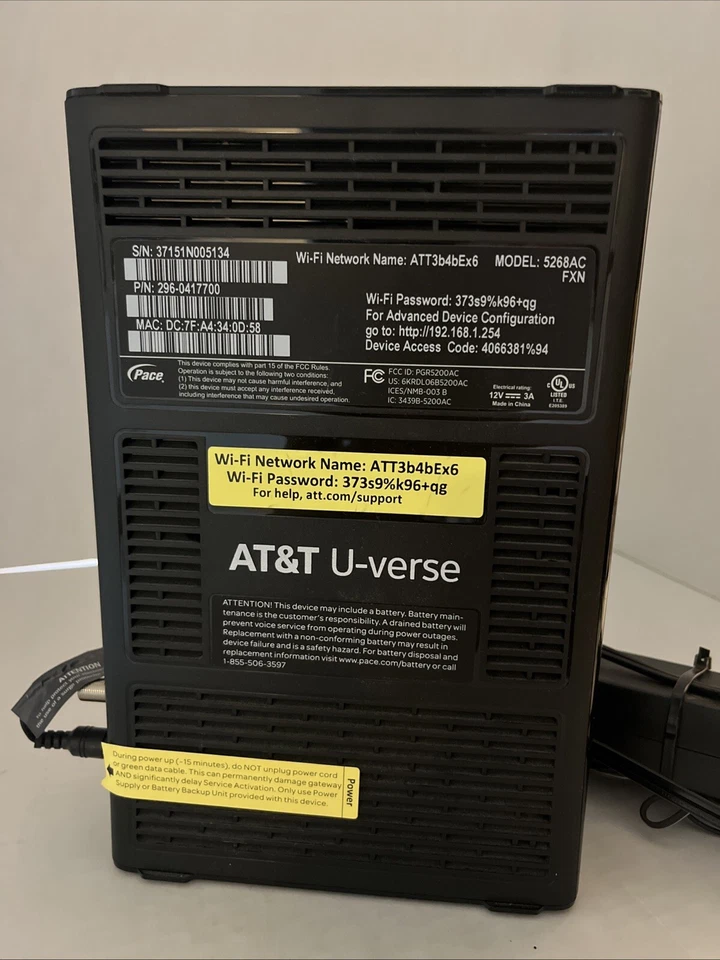 S/N: 37151N005134
Wi-Fi Network Name: ATT3b4bEx6
MODEL: 5268AC
FXN
P/N: 296-0417700
Wi-Fi Password: 373s9%k96+qg
For Advanced Device Configuration
go to: http://192.168.1.254
Device Access Code: 4066381%94
MAC: DC:7F:A4:34:0D:58
Pace
This device complies with part 15 of the FCC Rules.
Operation is subject to the following two conditions:
(1) This device may not cause harmful interference, and
(2) this device must accept any interference received,
including interference that may cause undesired operation.
FC
FCC ID: PGR5200AC
US: 6KRDL06B5200AC
ICES/NMB-003 B
IC: 3439B-5200AC
Electrical rating:
12V 3A
Made in China
C UL US
LISTED
I.T.E.
E205389
Wi-Fi Network Name: ATT3b4bEx6
Wi-Fi Password: 373s9%k96+qg
For help, att.com/support
AT&T U-verse
ATTENTION! This device may include a battery. Battery main-
tenance is the customer's responsibility. A drained battery will
prevent voice service from operating during power outages.
Replacement with a non-conforming battery may result in
device failure and is a safety hazard. For battery disposal and
replacement information visit www.pace.com/battery or call
1-855-506-3597
ATTENTION
During power up (~15 minutes), do NOT unplug power cord
or green data cable. This can permanently damage gateway
AND significantly delay Service Activation. Only use Power
Supply or Battery Backup Unit provided with this device.
Power